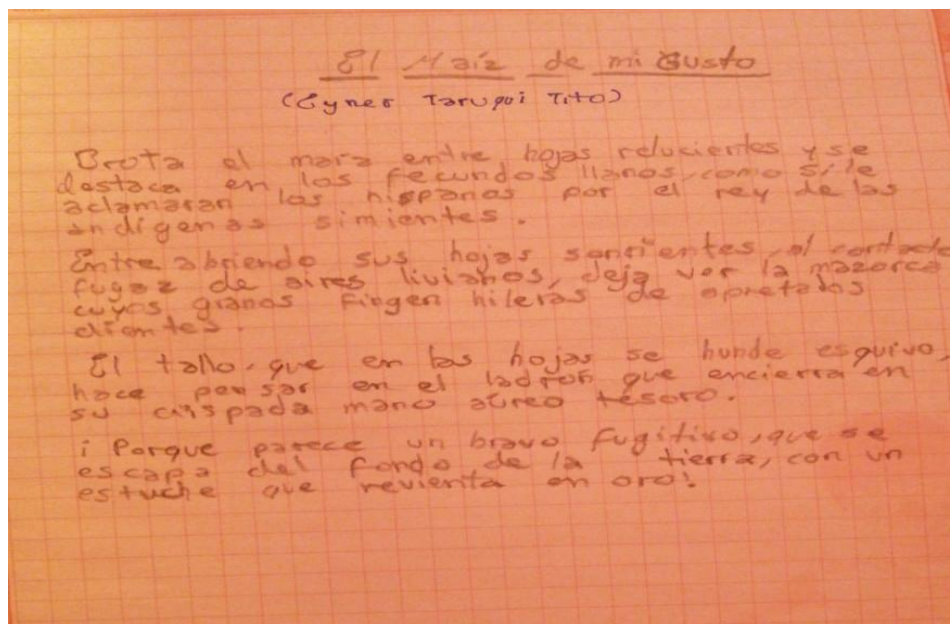 El Maíz de mi Gusto
(Eyner Taruqui Tito)
Brota el maíz entre hojas relucientes y se
destaca en los fecundos llanos, como si le
aclamaran los hispanos por el rey de las
indígenas simientes.
Entre abriendo sus hojas sonrientes, al contacto
fugaz de aires livianos, deja ver la mazorca
cuyos granos fingen hileras de apretados
dientes.
El tallo, que en las hojas se hunde esquivo,
hace pensar en el ladrón que encierra en
su crispada mano aúreo tesoro.
¡Porque parece un bravo fugitivo, que se
escapa del fondo de la tierra, con un
estuche que revienta en oro!